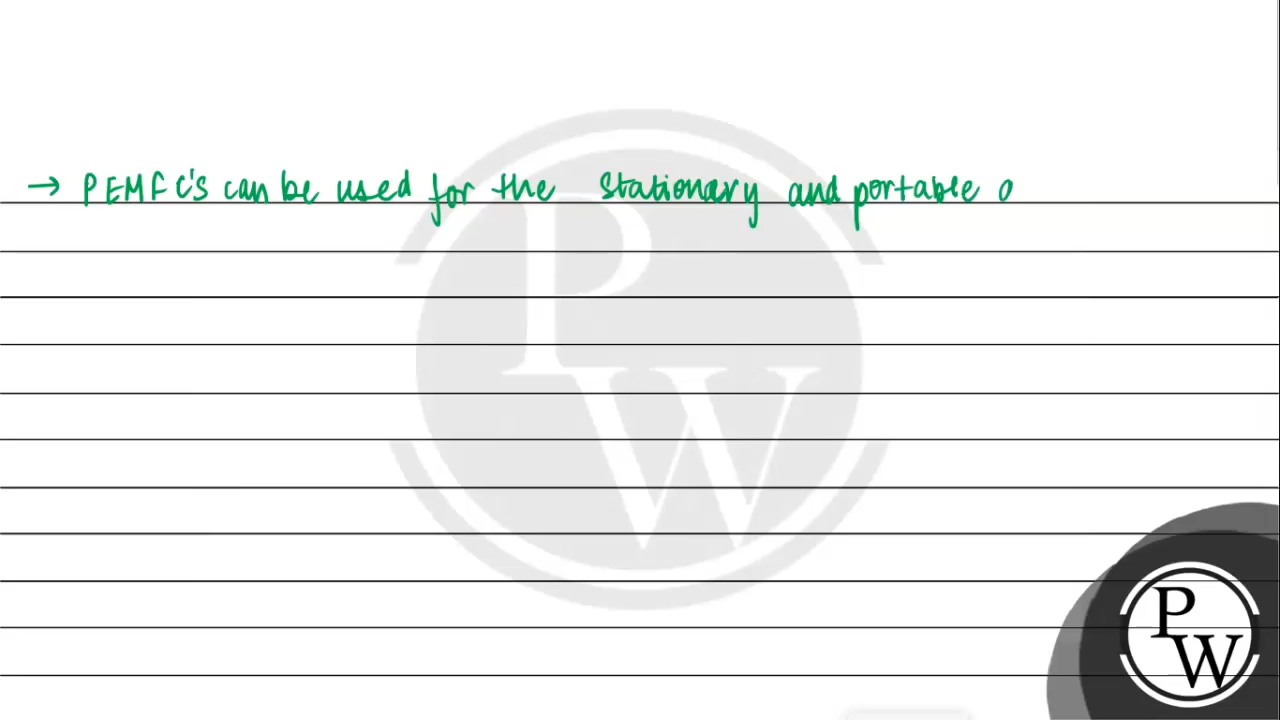 → PEMFC's can be used for the stationary and portable
P
W
P
W